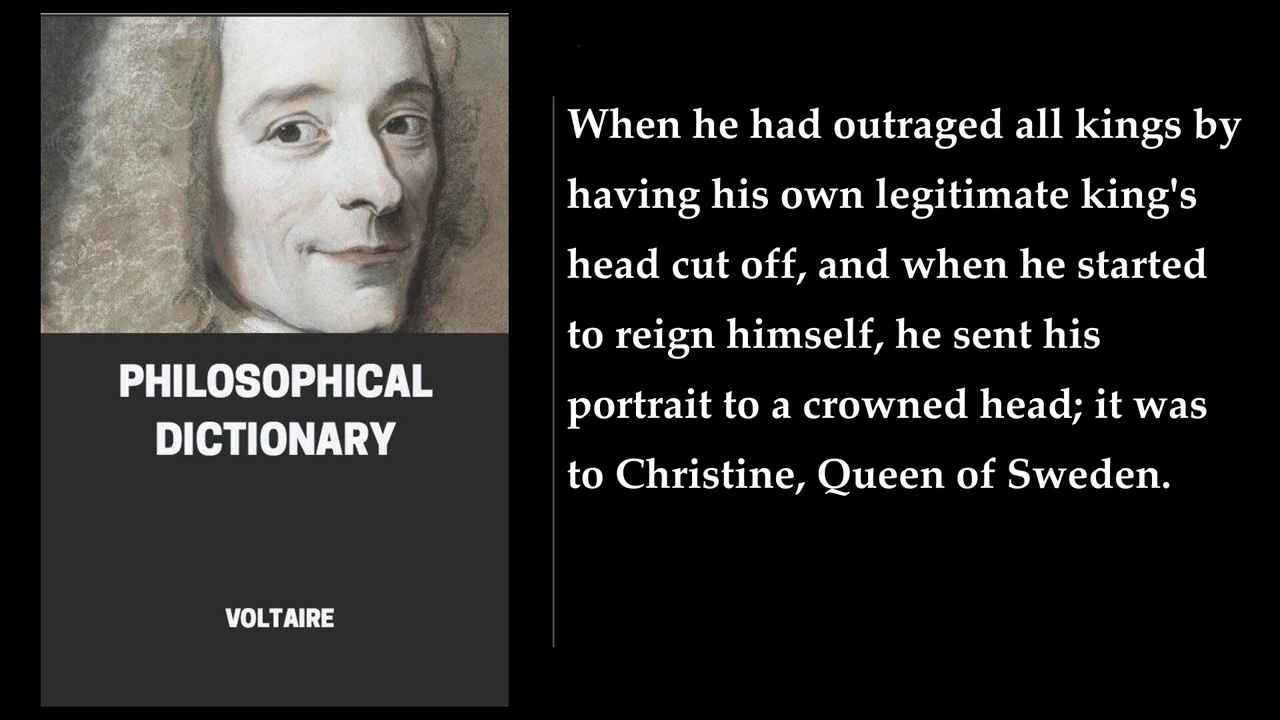 PHILOSOPHICAL
DICTIONARY
VOLTAIRE
When he had outraged all kings by
having his own legitimate king's
head cut off, and when he started
to reign himself, he sent his
portrait to a crowned head; it was
to Christine, Queen of Sweden.